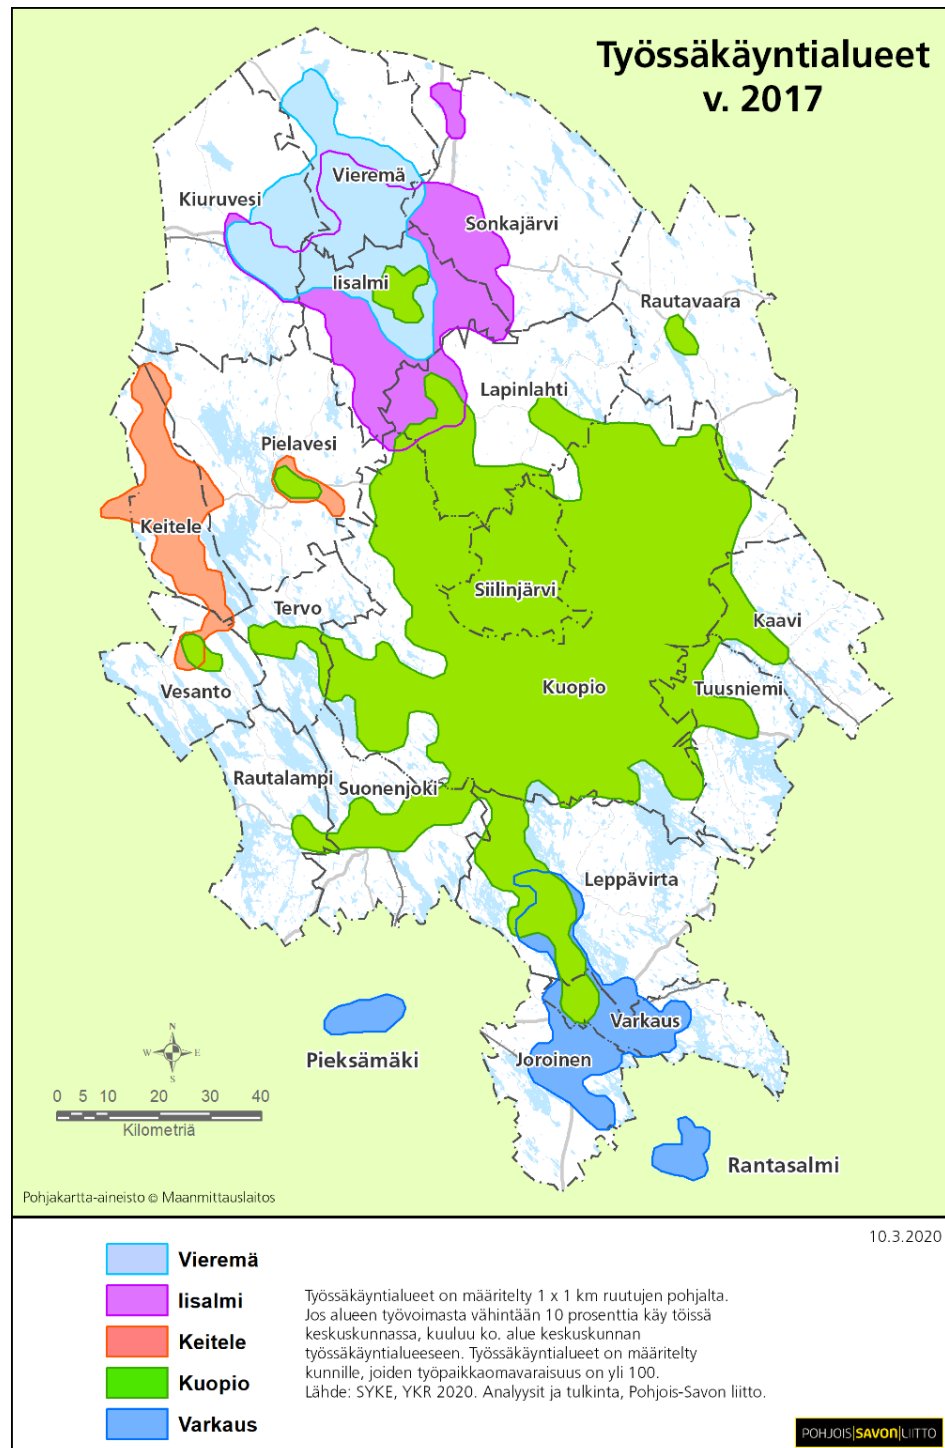 Työssäkäyntialueet
v. 2017
Vieremä
Kiuruvesi
Sonkajärvi
Iisalmi
Rautavaara
Lapinlahti
Pielavesi
Keitele
Siilinjärvi
Tervo
Kaavi
Kuopio
Tuusniemi
Vesanto
Rautalampi
Suonenjoki
Leppävirta
Varkaus
Joroinen
Pieksämäki
Rantasalmi
N
W E
S
0 5 10 20 30 40
Kilometriä
Pohjakartta-aineisto © Maanmittauslaitos
10.3.2020
Vieremä
Iisalmi
Keitele
Kuopio
Varkaus
Työssäkäyntialueet on määritelty 1 x 1 km ruutujen pohjalta.
Jos alueen työvoimasta vähintään 10 prosenttia käy töissä
keskuskunnassa, kuuluu ko. alue keskuskunnan
työssäkäyntialueeseen. Työssäkäyntialueet on määritelty
kunnille, joiden työpaikkaomavaraisuus on yli 100.
Lähde: SYKE, YKR 2020. Analyysit ja tulkinta, Pohjois-Savon liitto.
POHJOIS|SAVON|LIITTO